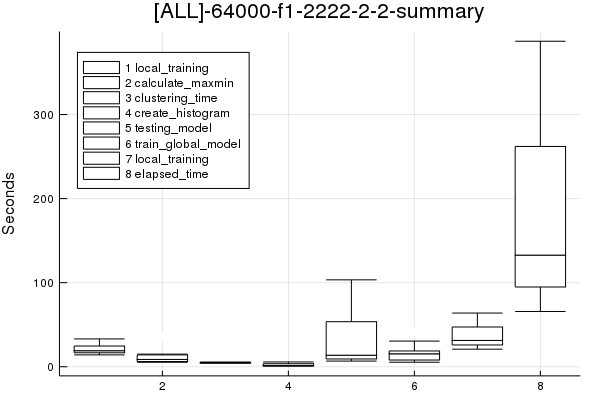 [ALL]-64000-f1-2222-2-2-summary
1 local_training
2 calculate_maxmin
3 clustering_time
4 create_histogram
5 testing_model
6 train_global_model
7 local_training
8 elapsed_time
Seconds
300
200
100
0
2 4 6 8